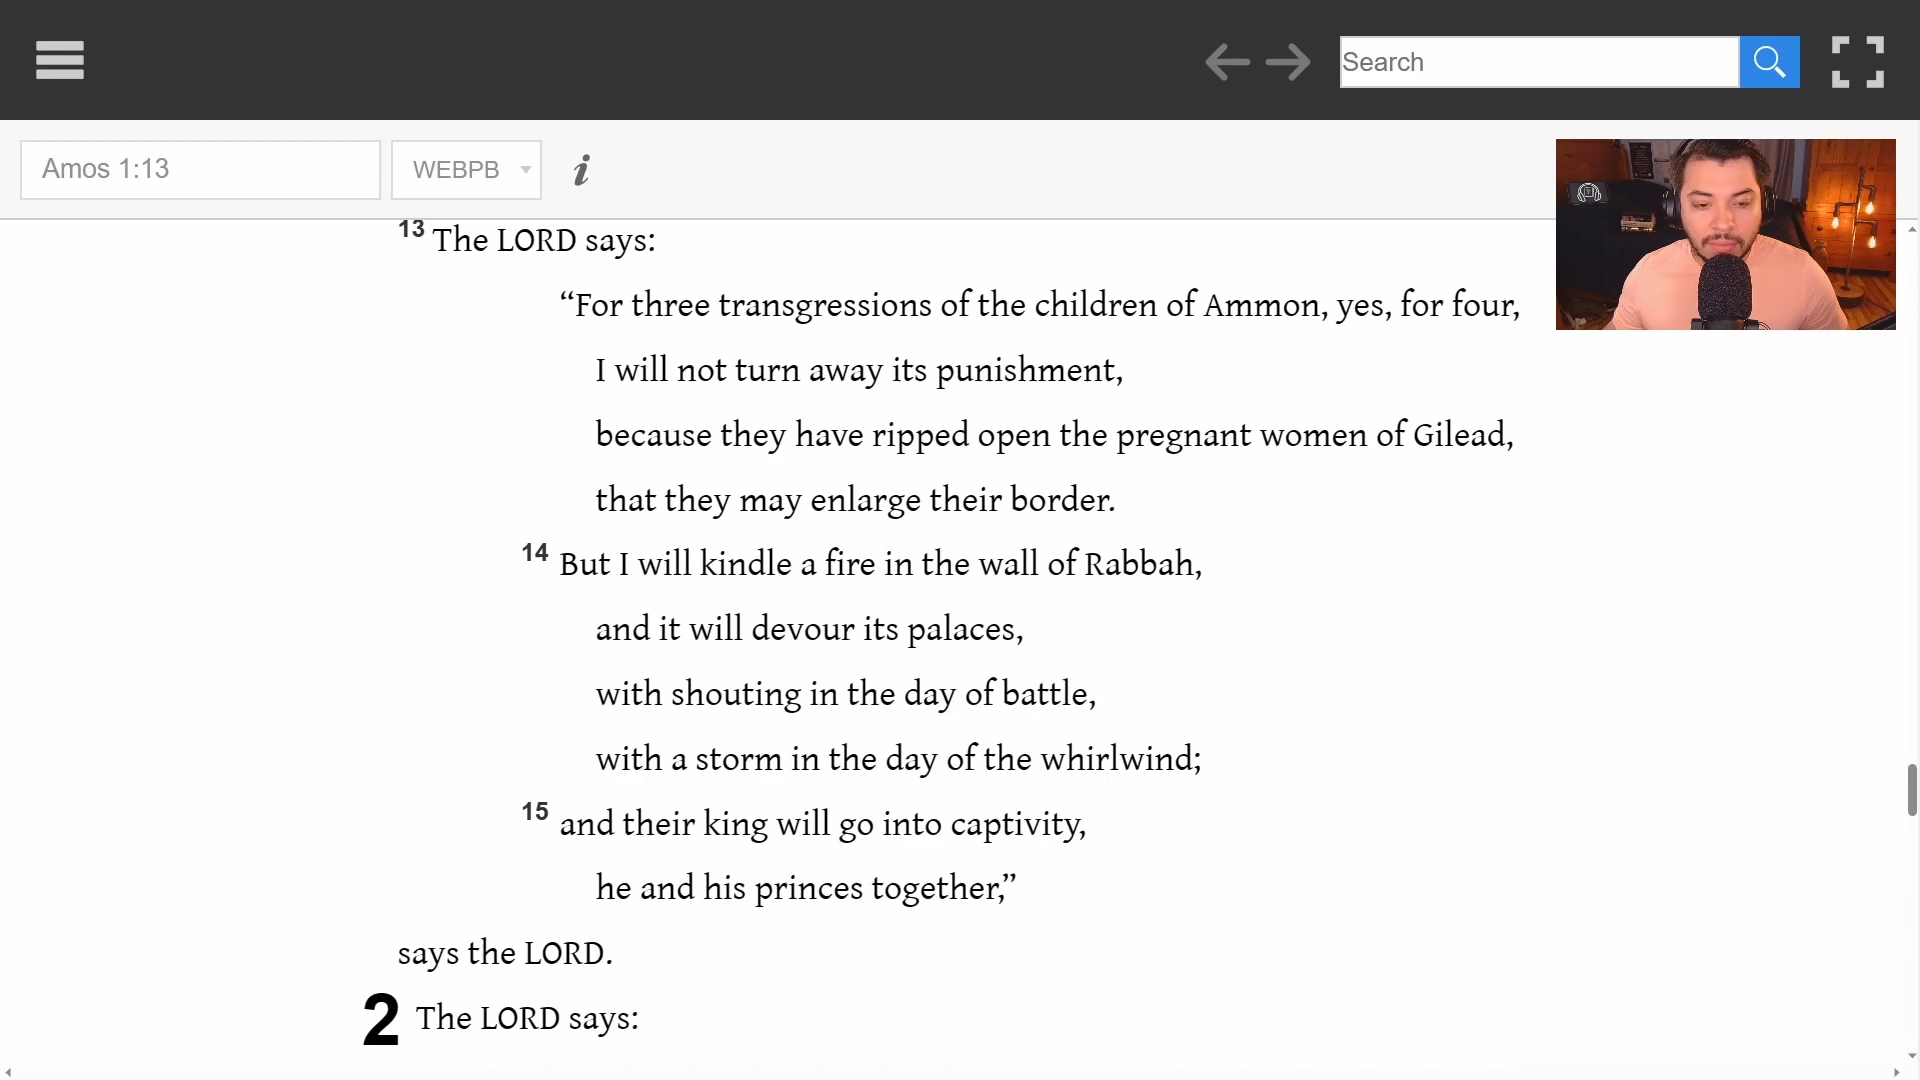 Search
Amos 1:13
WEBPB
i
13 The LORD says:
“For three transgressions of the children of Ammon, yes, for four,
I will not turn away its punishment,
because they have ripped open the pregnant women of Gilead,
that they may enlarge their border.
14 But I will kindle a fire in the wall of Rabbah,
and it will devour its palaces,
with shouting in the day of battle,
with a storm in the day of the whirlwind;
15 and their king will go into captivity,
he and his princes together,”
says the LORD.
2 The LORD says: